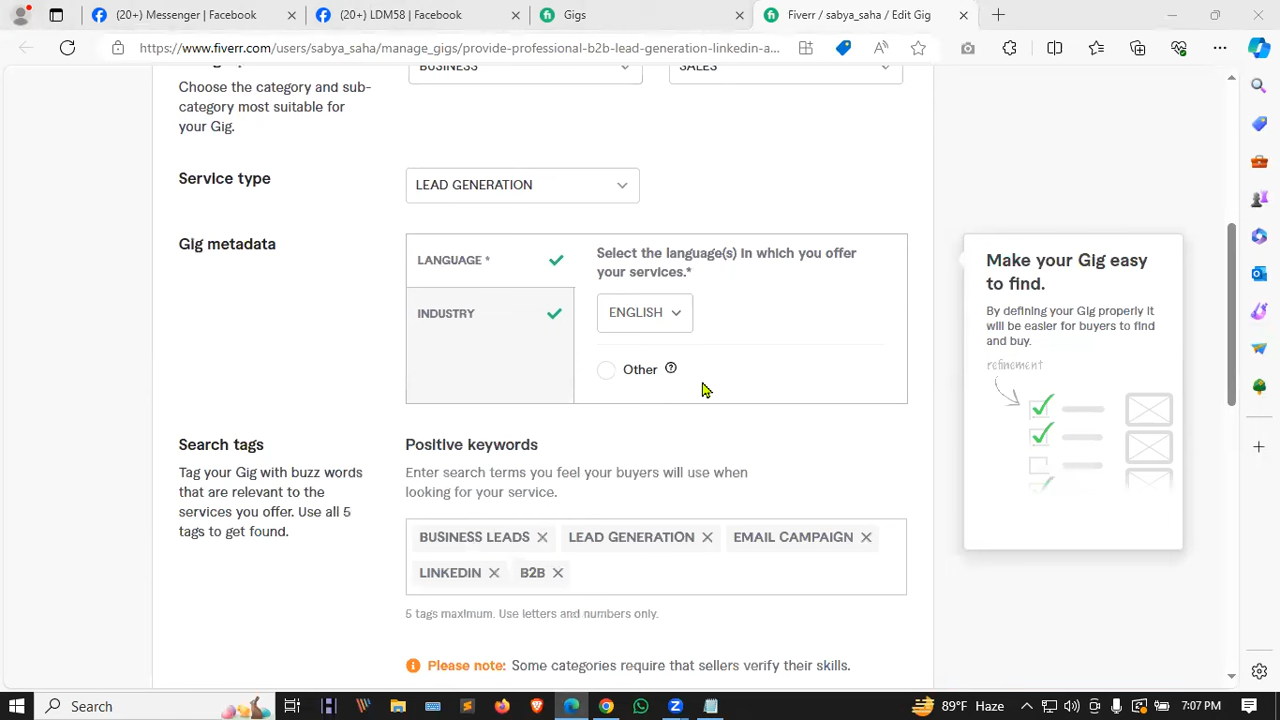 (20+) Messenger | Facebook
(20+) LDM58 | Facebook
Gigs
Fiverr / sabya_saha / Edit Gig
https://www.fiverr.com/users/sabya_saha/manage_gigs/provide-professional-b2b-lead-generation-linkedin-a...
BUSINESS
SALES
Choose the category and sub-
category most suitable for
your Gig.
Service type
LEAD GENERATION
Gig metadata
LANGUAGE *
INDUSTRY
Select the language(s) in which you offer
your services.*
ENGLISH
Other
Make your Gig easy
to find.
By defining your Gig properly it
will be easier for buyers to find
and buy.
refinement
Search tags
Tag your Gig with buzz words
that are relevant to the
services you offer. Use all 5
tags to get found.
Positive keywords
Enter search terms you feel your buyers will use when
looking for your service.
BUSINESS LEADS
LEAD GENERATION
EMAIL CAMPAIGN
LINKEDIN
B2B
5 tags maximum. Use letters and numbers only.
Please note: Some categories require that sellers verify their skills.
Search
89°F Haze
7:07 PM